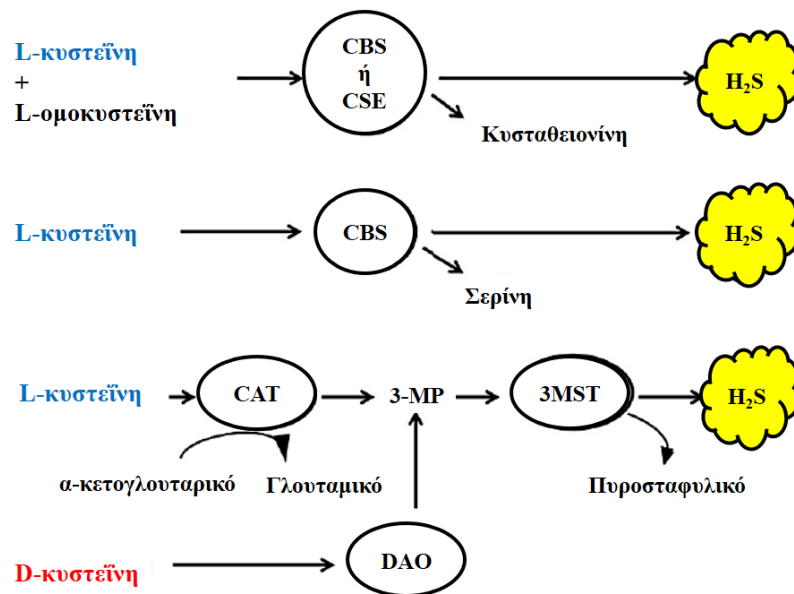 L-κυστεΐνη
+
L-ομοκυστεΐνη
CBS
ή
CSE
Κυσταθειονίνη
H₂S
L-κυστεΐνη
CBS
Σερίνη
H₂S
L-κυστεΐνη
CAT
3-MP
3MST
H₂S
α-κετογλουταρικό
Γλουταμικό
Πυροσταφυλικό
D-κυστεΐνη
DAO